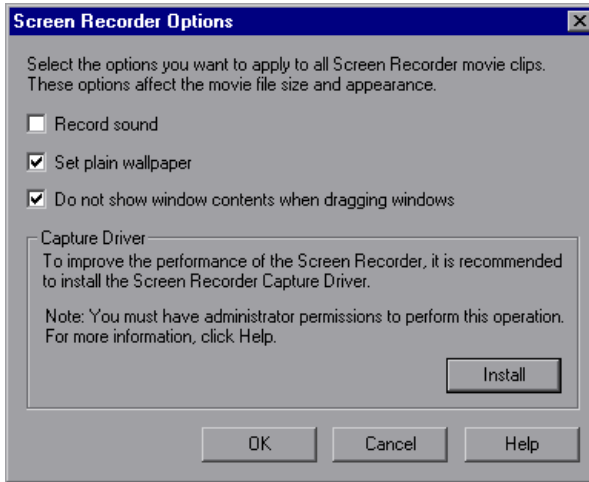 Screen Recorder Options
Select the options you want to apply to all Screen Recorder movie clips.
These options affect the movie file size and appearance.
Record sound
Set plain wallpaper
Do not show window contents when dragging windows
Capture Driver
To improve the performance of the Screen Recorder, it is recommended
to install the Screen Recorder Capture Driver.
Note: You must have administrator permissions to perform this operation.
For more information, click Help.
Install
OK Cancel Help